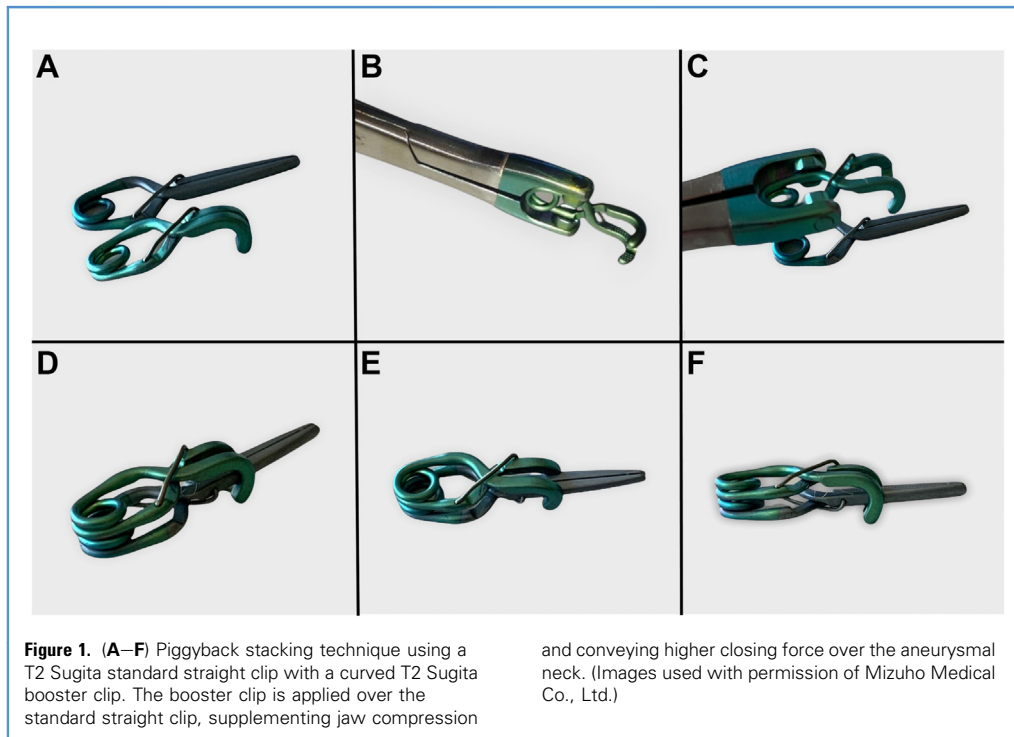 A
B
C
D
E
F
Figure 1. (A–F) Piggyback stacking technique using a
T2 Sugita standard straight clip with a curved T2 Sugita
booster clip. The booster clip is applied over the
standard straight clip, supplementing jaw compression
and conveying higher closing force over the aneurysmal
neck. (Images used with permission of Mizuho Medical
Co., Ltd.)